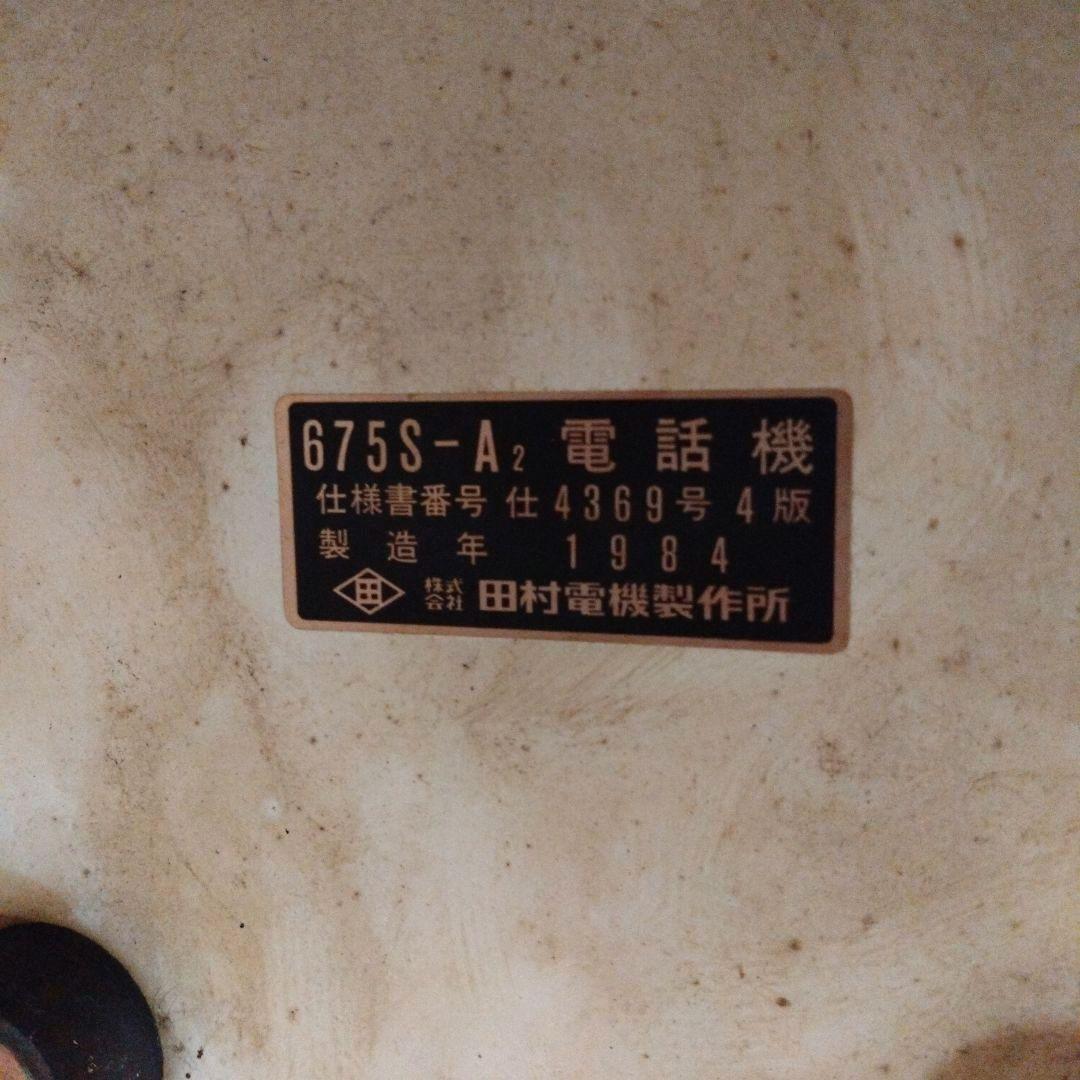 675S-A₂ 電話機
仕様書番号 仕4369号 4版
製造年 1984
田 株式会社 田村電機製作所